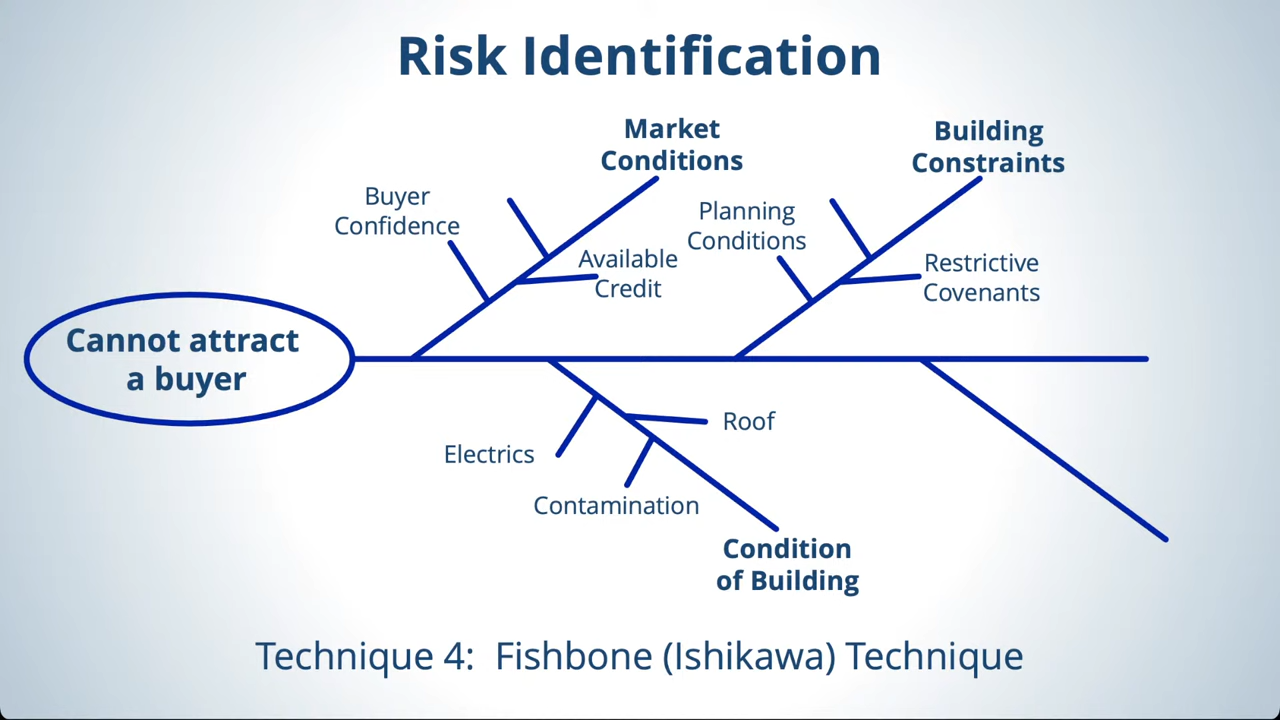 Risk Identification
Market
Conditions
Building
Constraints
Buyer
Confidence
Planning
Conditions
Available
Credit
Restrictive
Covenants
Cannot attract
a buyer
Roof
Electrics
Contamination
Condition
of Building
Technique 4: Fishbone (Ishikawa) Technique